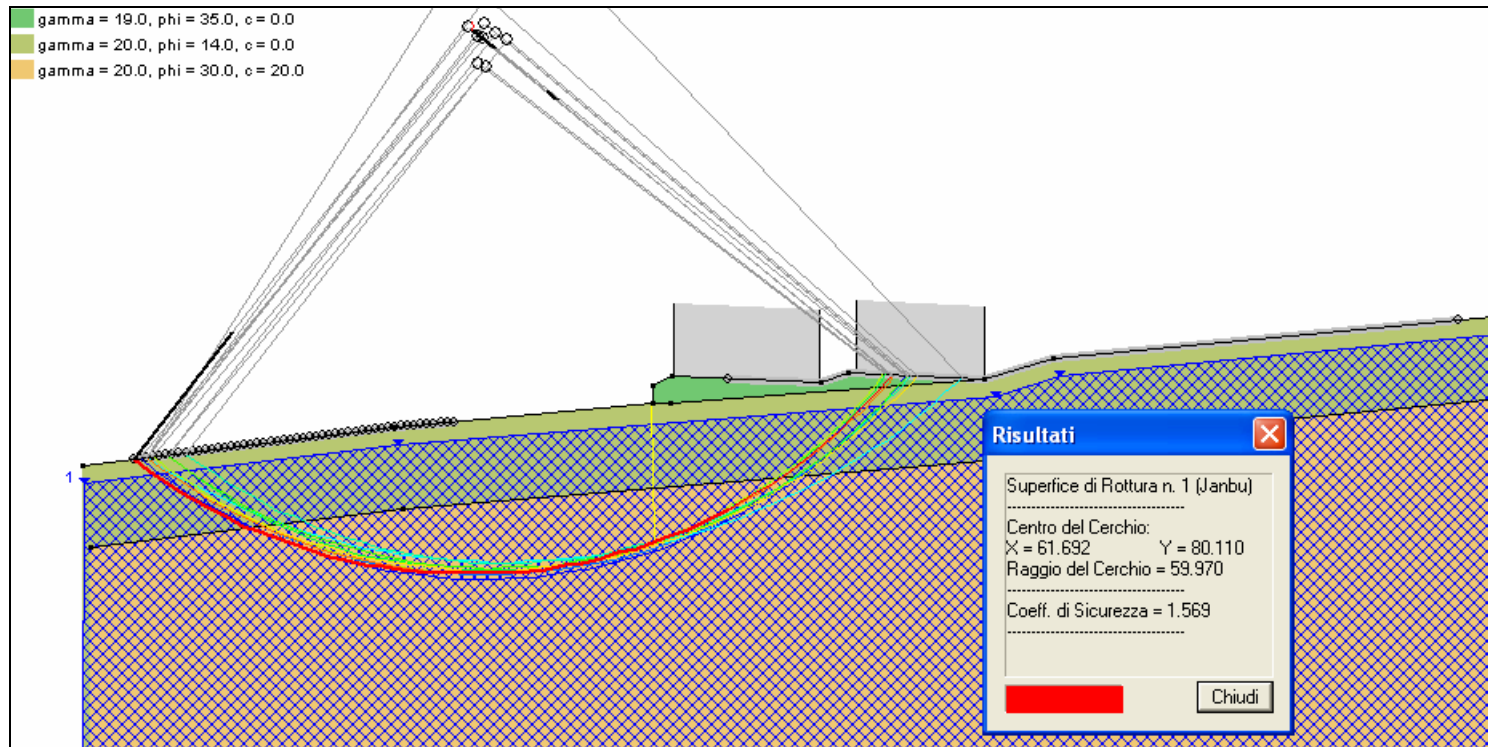 gamma = 19.0, phi = 35.0, c = 0.0
gamma = 20.0, phi = 14.0, c = 0.0
gamma = 20.0, phi = 30.0, c = 20.0
1
Risultati
Superfice di Rottura n. 1 (Janbu)
--------------------------------
Centro del Cerchio:
X = 61.692 Y = 80.110
Raggio del Cerchio = 59.970
--------------------------------
Coeff. di Sicurezza = 1.569
--------------------------------
Chiudi